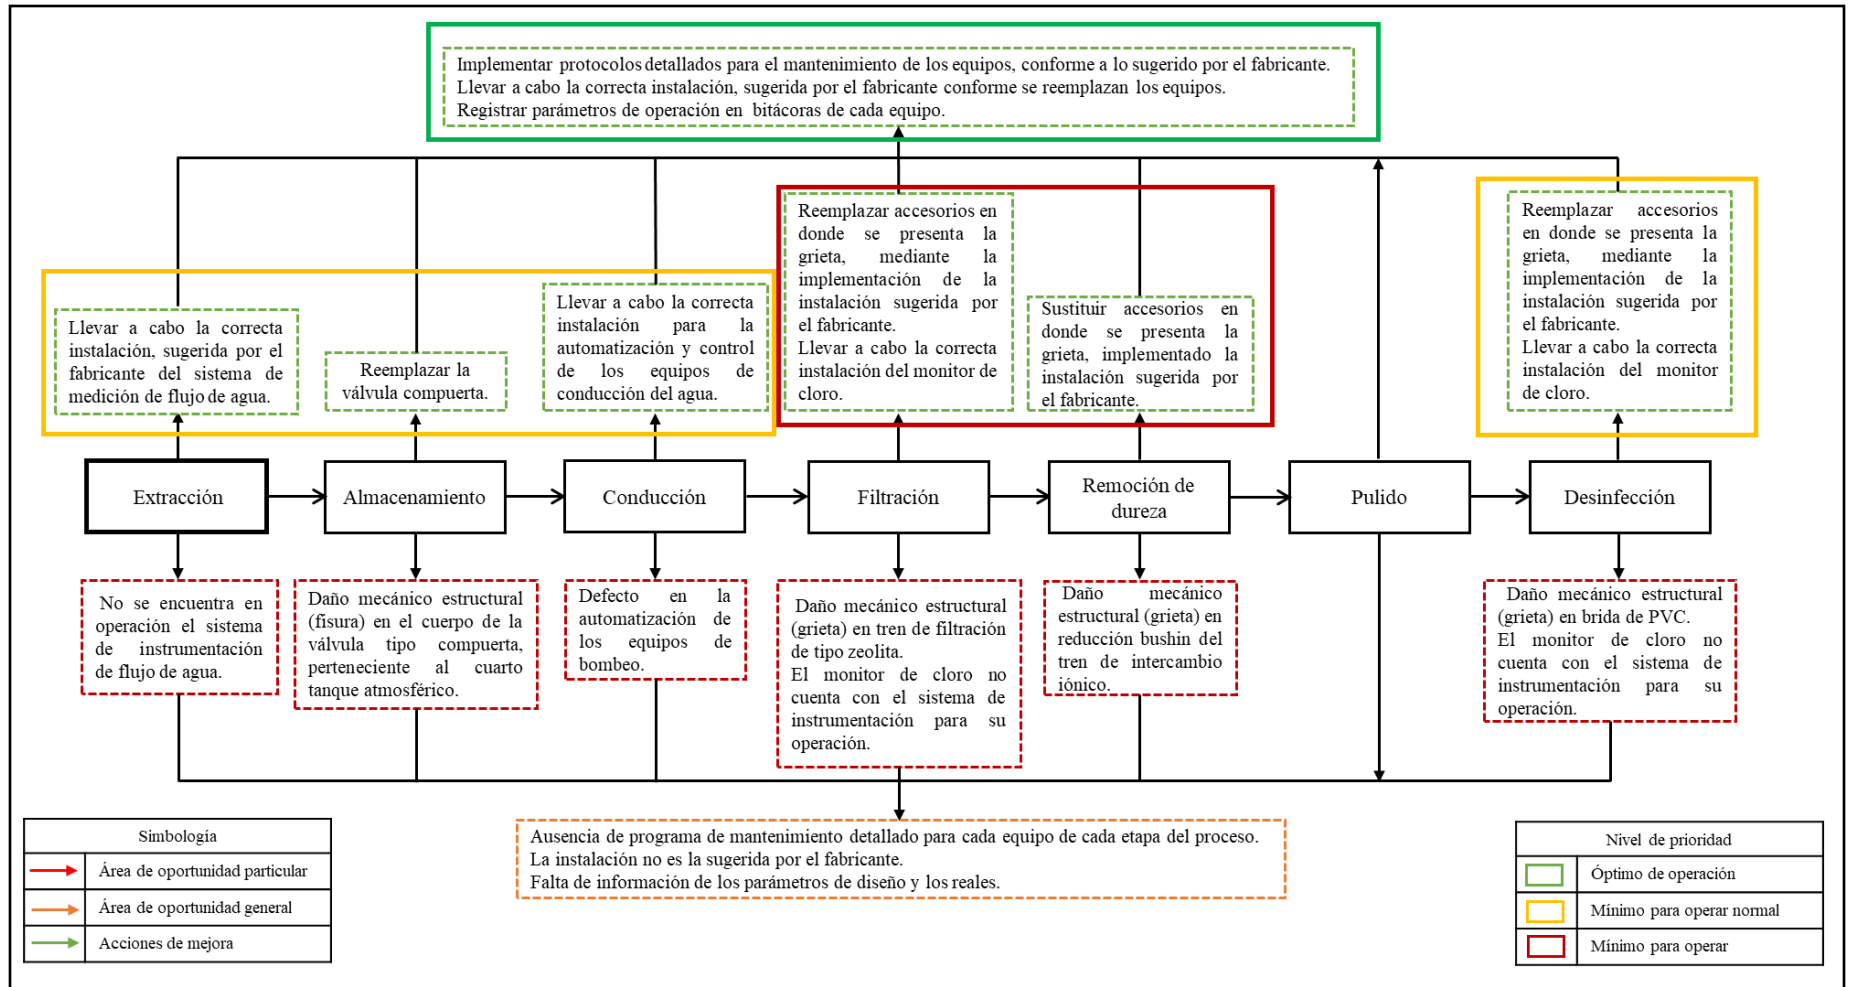 Implementar protocolos detallados para el mantenimiento de los equipos, conforme a lo sugerido por el fabricante.
Llevar a cabo la correcta instalación, sugerida por el fabricante conforme se reemplazan los equipos.
Registrar parámetros de operación en bitácoras de cada equipo.
Llevar a cabo la correcta
instalación, sugerida por el
fabricante del sistema de
medición de flujo de agua.
Reemplazar la
válvula compuerta.
Llevar a cabo la correcta
instalación para la
automatización y control
de los equipos de
conducción del agua.
Reemplazar accesorios en
donde se presenta la
grieta, mediante la
implementación de la
instalación sugerida por
el fabricante.
Llevar a cabo la correcta
instalación del monitor de
cloro.
Sustituir accesorios en
donde se presenta la
grieta, implementado la
instalación sugerida por
el fabricante.
Reemplazar accesorios
en donde se presenta la
grieta, mediante la
implementación de la
instalación sugerida por
el fabricante.
Llevar a cabo la correcta
instalación del monitor
de cloro.
Extracción
Almacenamiento
Conducción
Filtración
Remoción de
dureza
Pulido
Desinfección
No se encuentra en
operación el sistema
de instrumentación
de flujo de agua.
Daño mecánico estructural
(fisura) en el cuerpo de la
válvula tipo compuerta,
perteneciente al cuarto
tanque atmosférico.
Defecto en la
automatización de
los equipos de
bombeo.
Daño mecánico estructural
(grieta) en tren de filtración
de tipo zeolita.
El monitor de cloro no
cuenta con el sistema de
instrumentación para su
operación.
Daño mecánico
estructural (grieta) en
reducción bushin del
tren de intercambio
iónico.
Daño mecánico estructural
(grieta) en brida de PVC.
El monitor de cloro no
cuenta con el sistema de
instrumentación para su
operación.
Ausencia de programa de mantenimiento detallado para cada equipo de cada etapa del proceso.
La instalación no es la sugerida por el fabricante.
Falta de información de los parámetros de diseño y los reales.
Simbología
Área de oportunidad particular
Área de oportunidad general
Acciones de mejora
Nivel de prioridad
Óptimo de operación
Mínimo para operar normal
Mínimo para operar